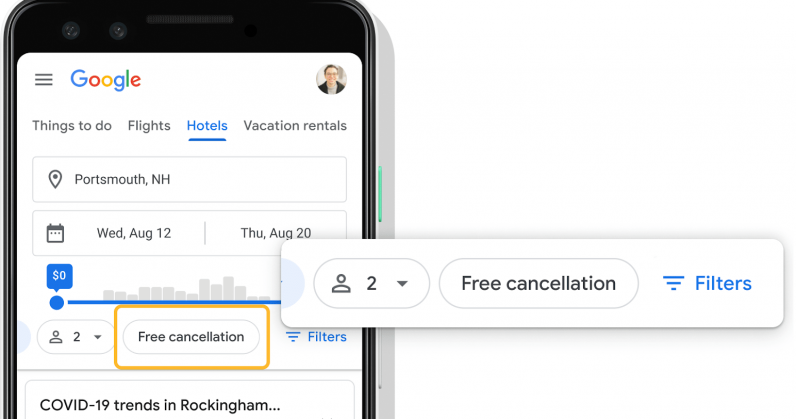 Google
Things to do Flights Hotels Vacation rentals
Portsmouth, NH
Wed, Aug 12 Thu, Aug 20
$0
2 Free cancellation Filters
2 Free cancellation Filters
COVID-19 trends in Rockingham...